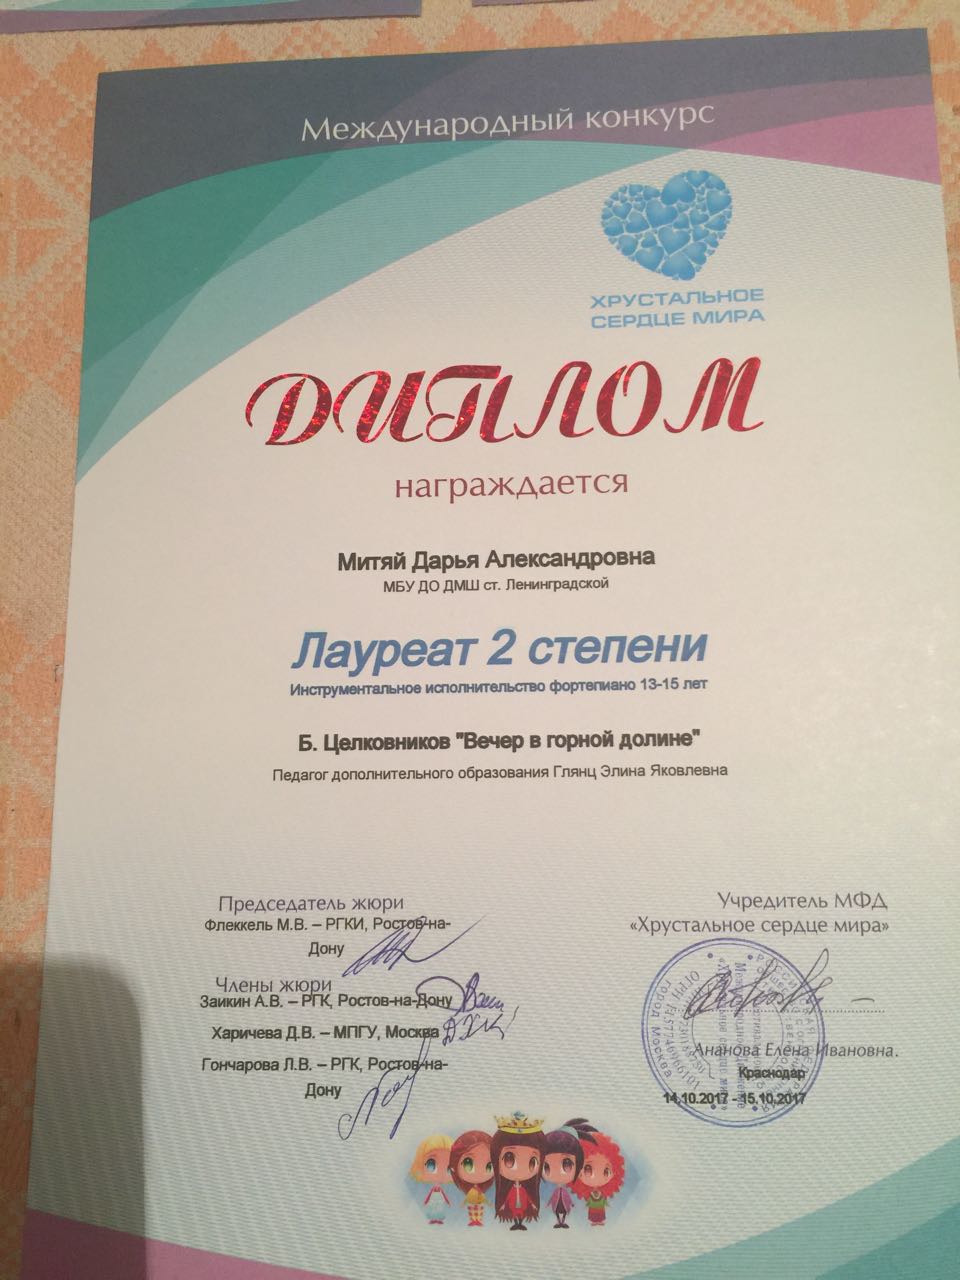 Международный конкурс
ХРУСТАЛЬНОЕ
СЕРДЦЕ МИРА
ДИПЛОМ
награждается
Митяй Дарья Александровна
МБУ ДО ДМШ ст. Ленинградской
Лауреат 2 степени
Инструментальное исполнительство фортепиано 13-15 лет
Б. Целковников "Вечер в горной долине"
Педагог дополнительного образования Глянц Элина Яковлевна
Председатель жюри
Флеккель М.В. – РГКИ, Ростов-на-
Дону
Члены жюри
Заикин А.В. – РГК, Ростов-на-Дону
Харичева Д.В. – МПГУ, Москва
Гончарова Л.В. – РГК, Ростов-на-
Дону
Учредитель МФД
«Хрустальное сердце мира»
Ананова Елена Ивановна.
Краснодар
14.10.2017 - 15.10.2017
город Москва